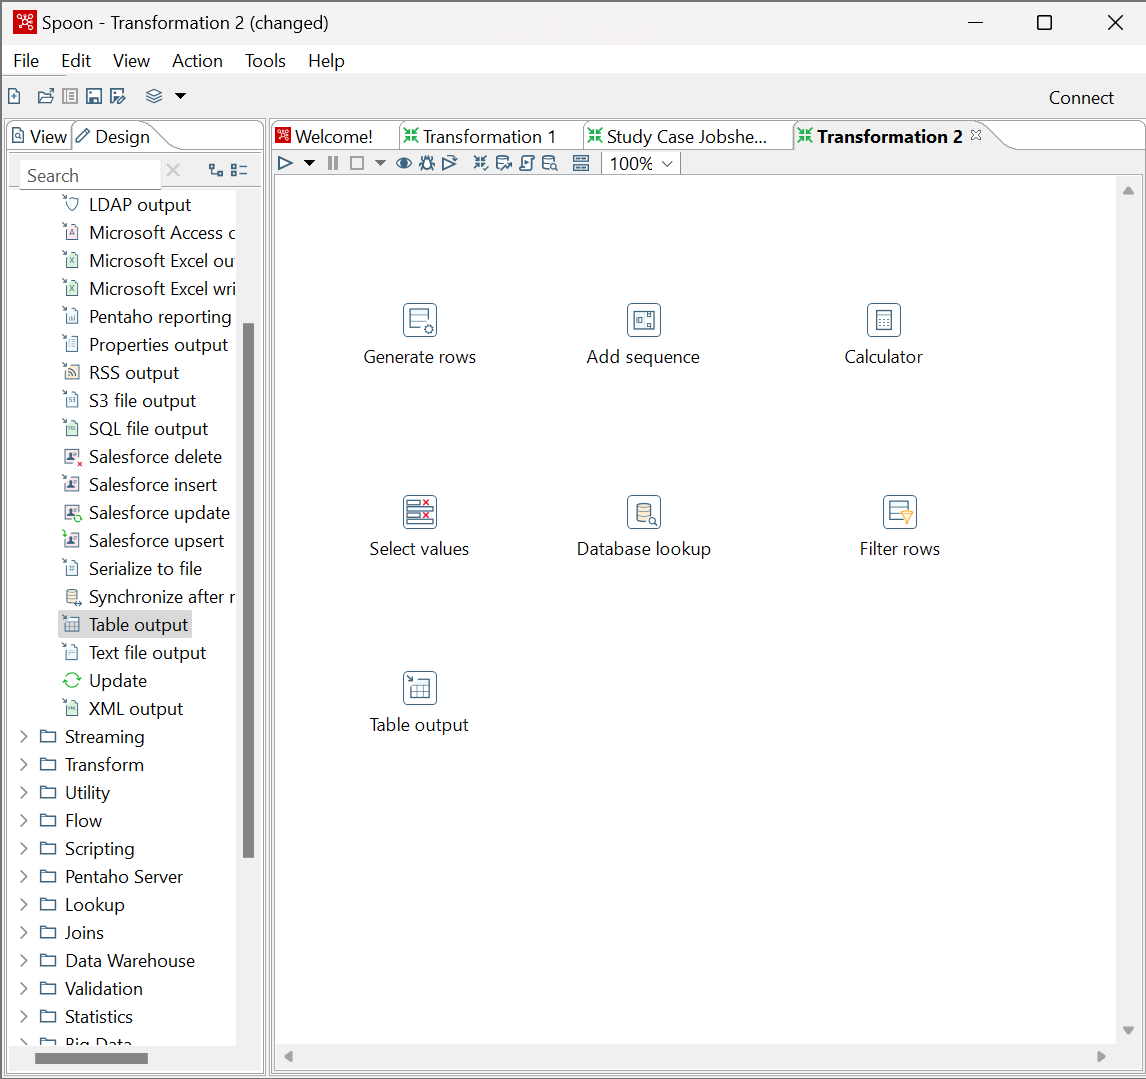 Spoon - Transformation 2 (changed)
File Edit View Action Tools Help
Connect
View Design
Welcome! Transformation 1 Study Case Jobshe... Transformation 2
100%
Search
LDAP output
Microsoft Access o
Microsoft Excel ou
Microsoft Excel wri
Pentaho reporting
Properties output
RSS output
S3 file output
SQL file output
Salesforce delete
Salesforce insert
Salesforce update
Salesforce upsert
Serialize to file
Synchronize after
Table output
Text file output
Update
XML output
Streaming
Transform
Utility
Flow
Scripting
Pentaho Server
Lookup
Joins
Data Warehouse
Validation
Statistics
Big Data
Generate rows Add sequence Calculator
Select values Database lookup Filter rows
Table output